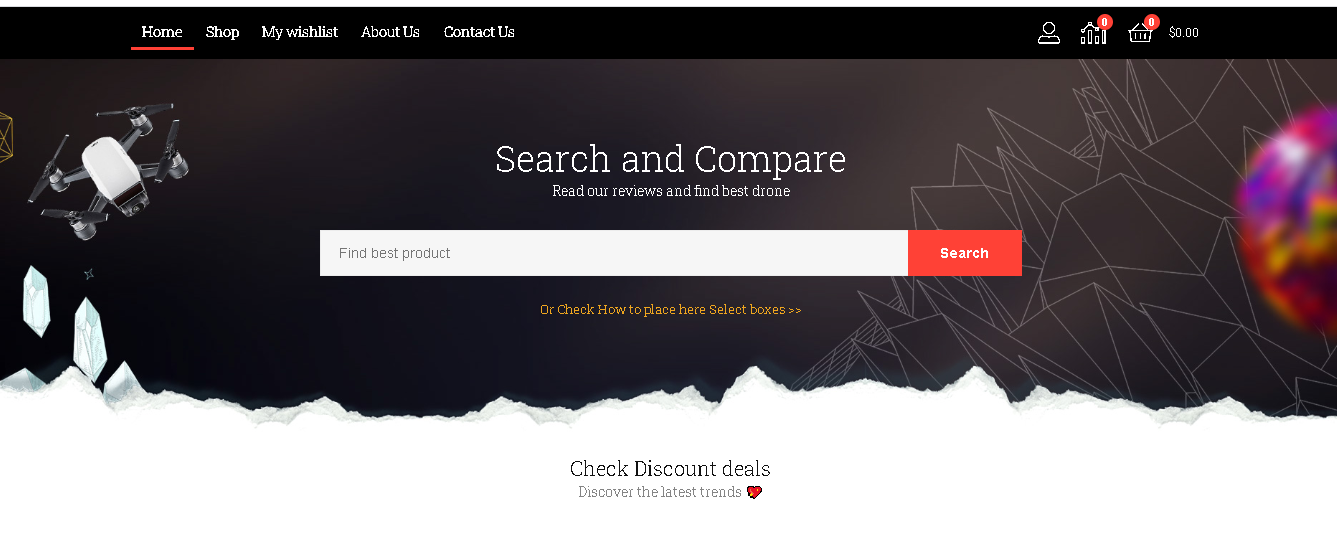 Home Shop My wishlist About Us Contact Us 0 0 $0.00
Search and Compare
Read our reviews and find best drone
Find best product Search
Or Check How to place here Select boxes >>
Check Discount deals
Discover the latest trends 💖